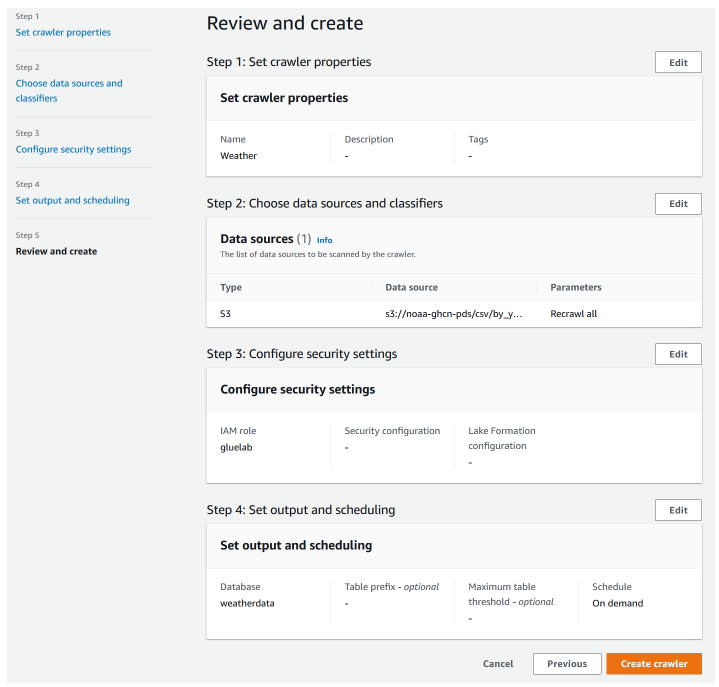 Step 1
Set crawler properties
Step 2
Choose data sources and
classifiers
Step 3
Configure security settings
Step 4
Set output and scheduling
Step 5
Review and create
Review and create
Step 1: Set crawler properties
Edit
Set crawler properties
Name
Description
Tags
Weather
-
-
Step 2: Choose data sources and classifiers
Edit
Data sources (1) Info
The list of data sources to be scanned by the crawler.
Type
Data source
Parameters
S3
s3://noaa-ghcn-pds/csv/by_y...
Recrawl all
Step 3: Configure security settings
Edit
Configure security settings
IAM role
gluelab
Security configuration
-
Lake Formation
configuration
-
Step 4: Set output and scheduling
Edit
Set output and scheduling
Database
weatherdata
Table prefix - optional
-
Maximum table
threshold - optional
-
Schedule
On demand
Cancel
Previous
Create crawler